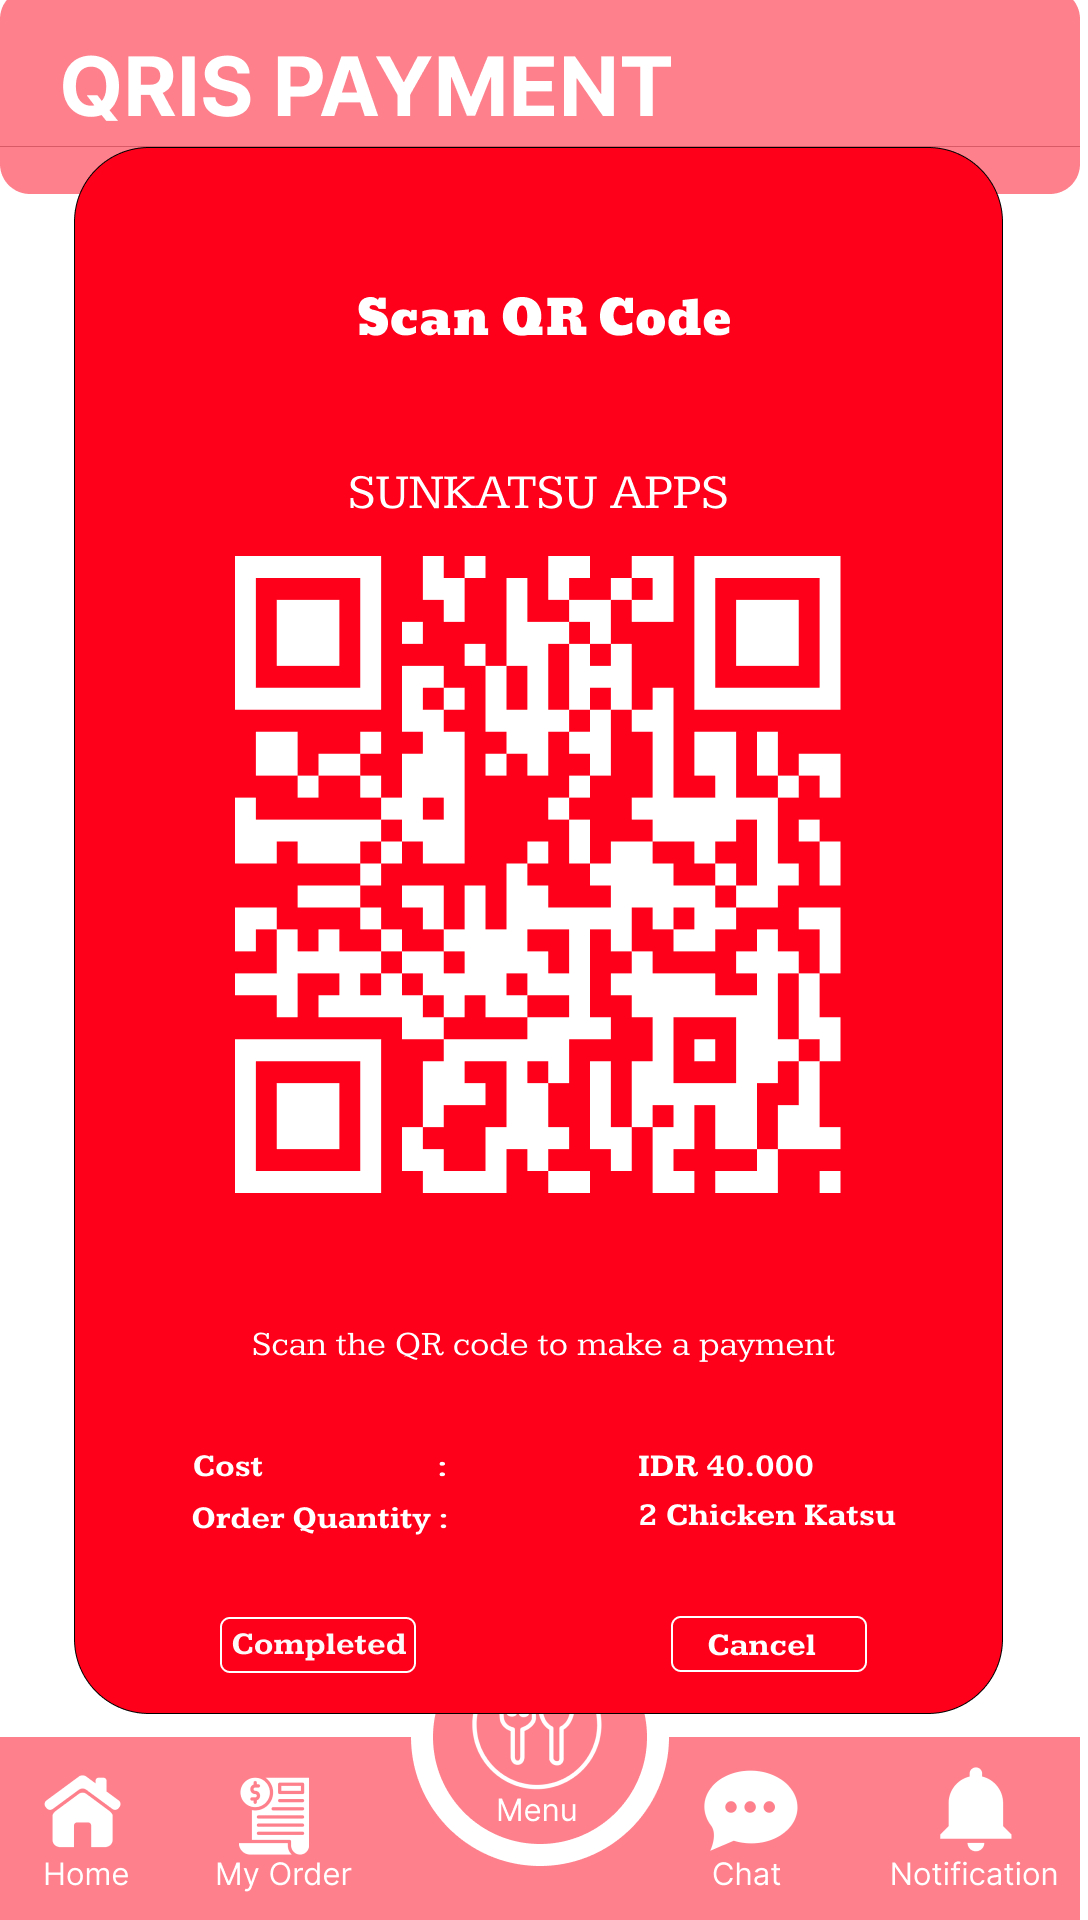 QRIS PAYMENT
Scan QR Code
SUNKATSU APPS
Scan the QR code to make a payment
Cost : IDR 40.000
Order Quantity : 2 Chicken Katsu
Completed Cancel
Menu
Home My Order Chat Notification